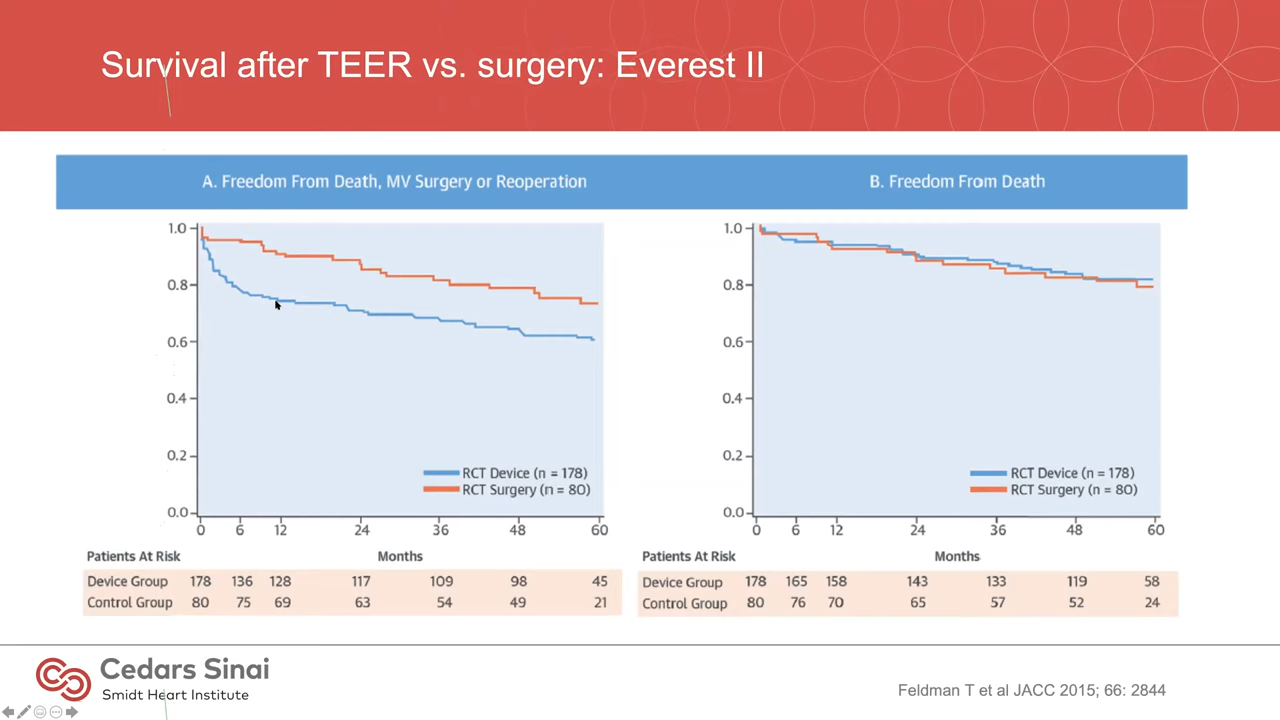 Survival after TEER vs. surgery: Everest II
A. Freedom From Death, MV Surgery or Reoperation
B. Freedom From Death
1.0
0.8
0.6
0.4
0.2
0.0
0 6 12 24 36 48 60
RCT Device (n = 178)
RCT Surgery (n = 80)
Patients At Risk Months
Device Group 178 136 128 117 109 98 45
Control Group 80 75 69 63 54 49 21
1.0
0.8
0.6
0.4
0.2
0.0
0 6 12 24 36 48 60
RCT Device (n = 178)
RCT Surgery (n = 80)
Patients At Risk Months
Device Group 178 165 158 143 133 119 58
Control Group 80 76 70 65 57 52 24
Cedars Sinai
Smidt Heart Institute
Feldman T et al JACC 2015; 66: 2844